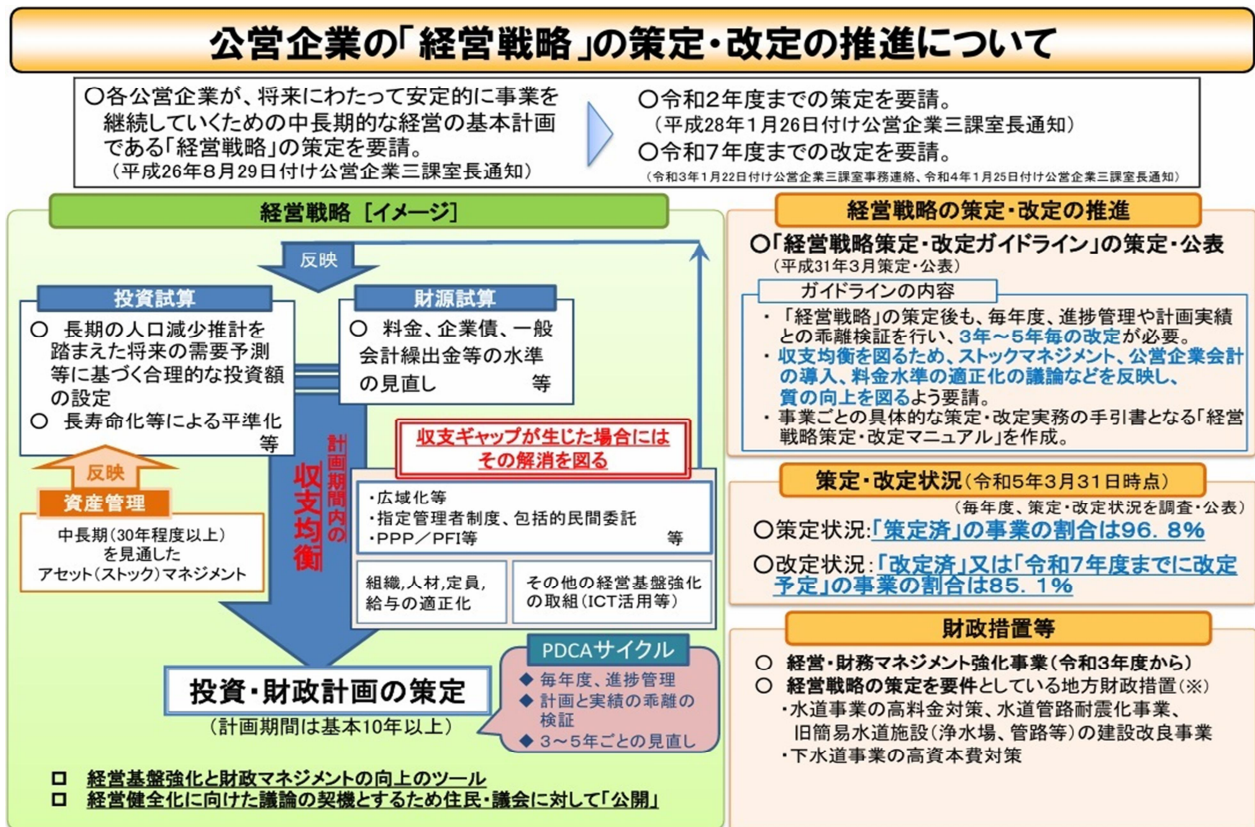 公営企業の「経営戦略」の策定・改定の推進について
〇各公営企業が、将来にわたって安定的に事業を
継続していくための中長期的な経営の基本計画
である「経営戦略」の策定を要請。
（平成26年8月29日付け公営企業三課室長通知）
〇令和２年度までの策定を要請。
（平成28年１月26日付け公営企業三課室長通知）
〇令和７年度までの改定を要請。
（令和３年１月22日付け公営企業三課室事務連絡、令和４年１月25日付け公営企業三課室長通知）
経営戦略［イメージ］
反映
投資試算
〇 長期の人口減少推計を
踏まえた将来の需要予測
等に基づく合理的な投資額
の設定
〇 長寿命化等による平準化
等
財源試算
〇 料金、企業債、一般
会計繰出金等の水準
の見直し 等
反映
資産管理
中長期（30年程度以上）
を見通した
アセット（ストック）マネジメント
計画期間内の
収支均衡
収支ギャップが生じた場合には
その解消を図る
・広域化等
・指定管理者制度、包括的民間委託
・PPP／PFI等 等
組織，人材，定員，
給与の適正化
その他の経営基盤強化
の取組（ICT活用等）
投資・財政計画の策定
（計画期間は基本10年以上）
PDCAサイクル
◆ 毎年度、進捗管理
◆ 計画と実績の乖離の
検証
◆ ３～５年ごとの見直し
□ 経営基盤強化と財政マネジメントの向上のツール
□ 経営健全化に向けた議論の契機とするため住民・議会に対して「公開」
経営戦略の策定・改定の推進
〇「経営戦略策定・改定ガイドライン」の策定・公表
（平成31年３月策定・公表）
ガイドラインの内容
・ 「経営戦略」の策定後も、毎年度、進捗管理や計画実績
との乖離検証を行い、３年～５年毎の改定が必要。
・ 収支均衡を図るため、ストックマネジメント、公営企業会計
の導入、料金水準の適正化の議論などを反映し、
質の向上を図るよう要請。
・ 事業ごとの具体的な策定・改定実務の手引書となる「経営
戦略策定・改定マニュアル」を作成。
策定・改定状況（令和５年３月31日時点）
（毎年度、策定・改定状況を調査・公表）
〇策定状況：「策定済」の事業の割合は96．8％
〇改定状況：「改定済」又は「令和７年度までに改定
予定」の事業の割合は85．1％
財政措置等
〇 経営・財務マネジメント強化事業（令和３年度から）
〇 経営戦略の策定を要件としている地方財政措置（※）
・水道事業の高料金対策、水道管路耐震化事業、
旧簡易水道施設（浄水場、管路等）の建設改良事業
・下水道事業の高資本費対策